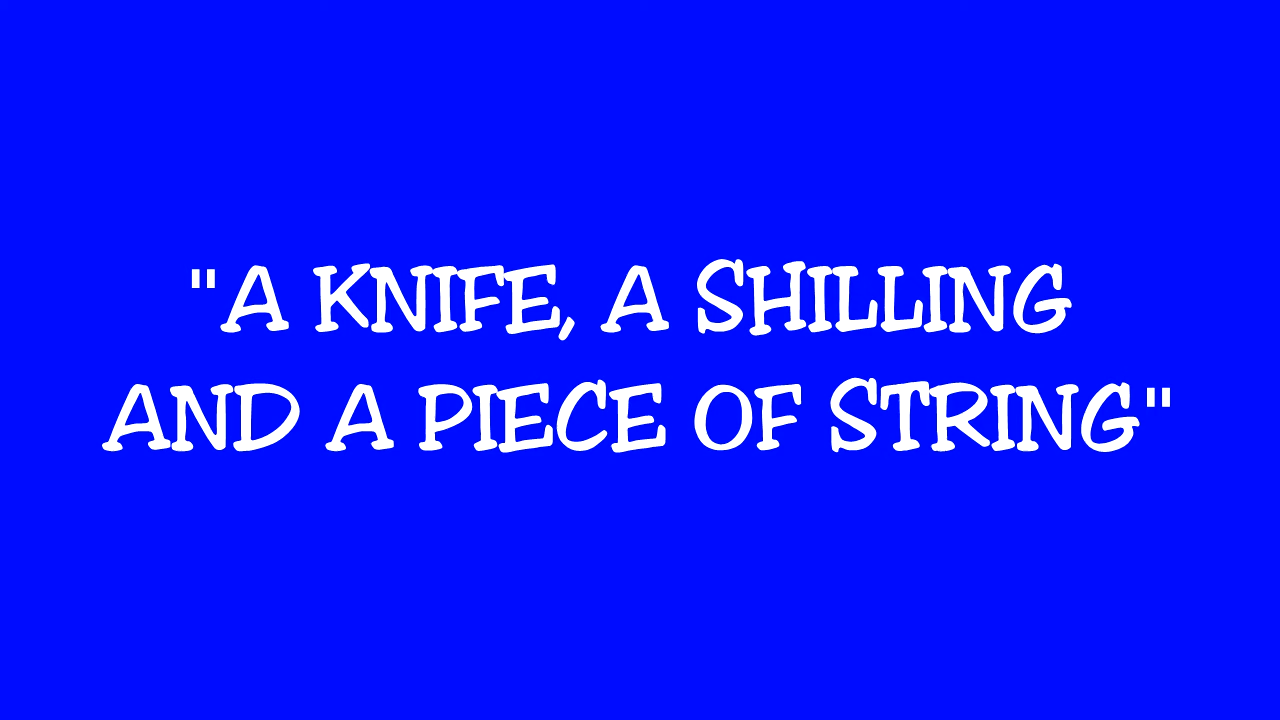 "A KNIFE, A SHILLING
AND A PIECE OF STRING"